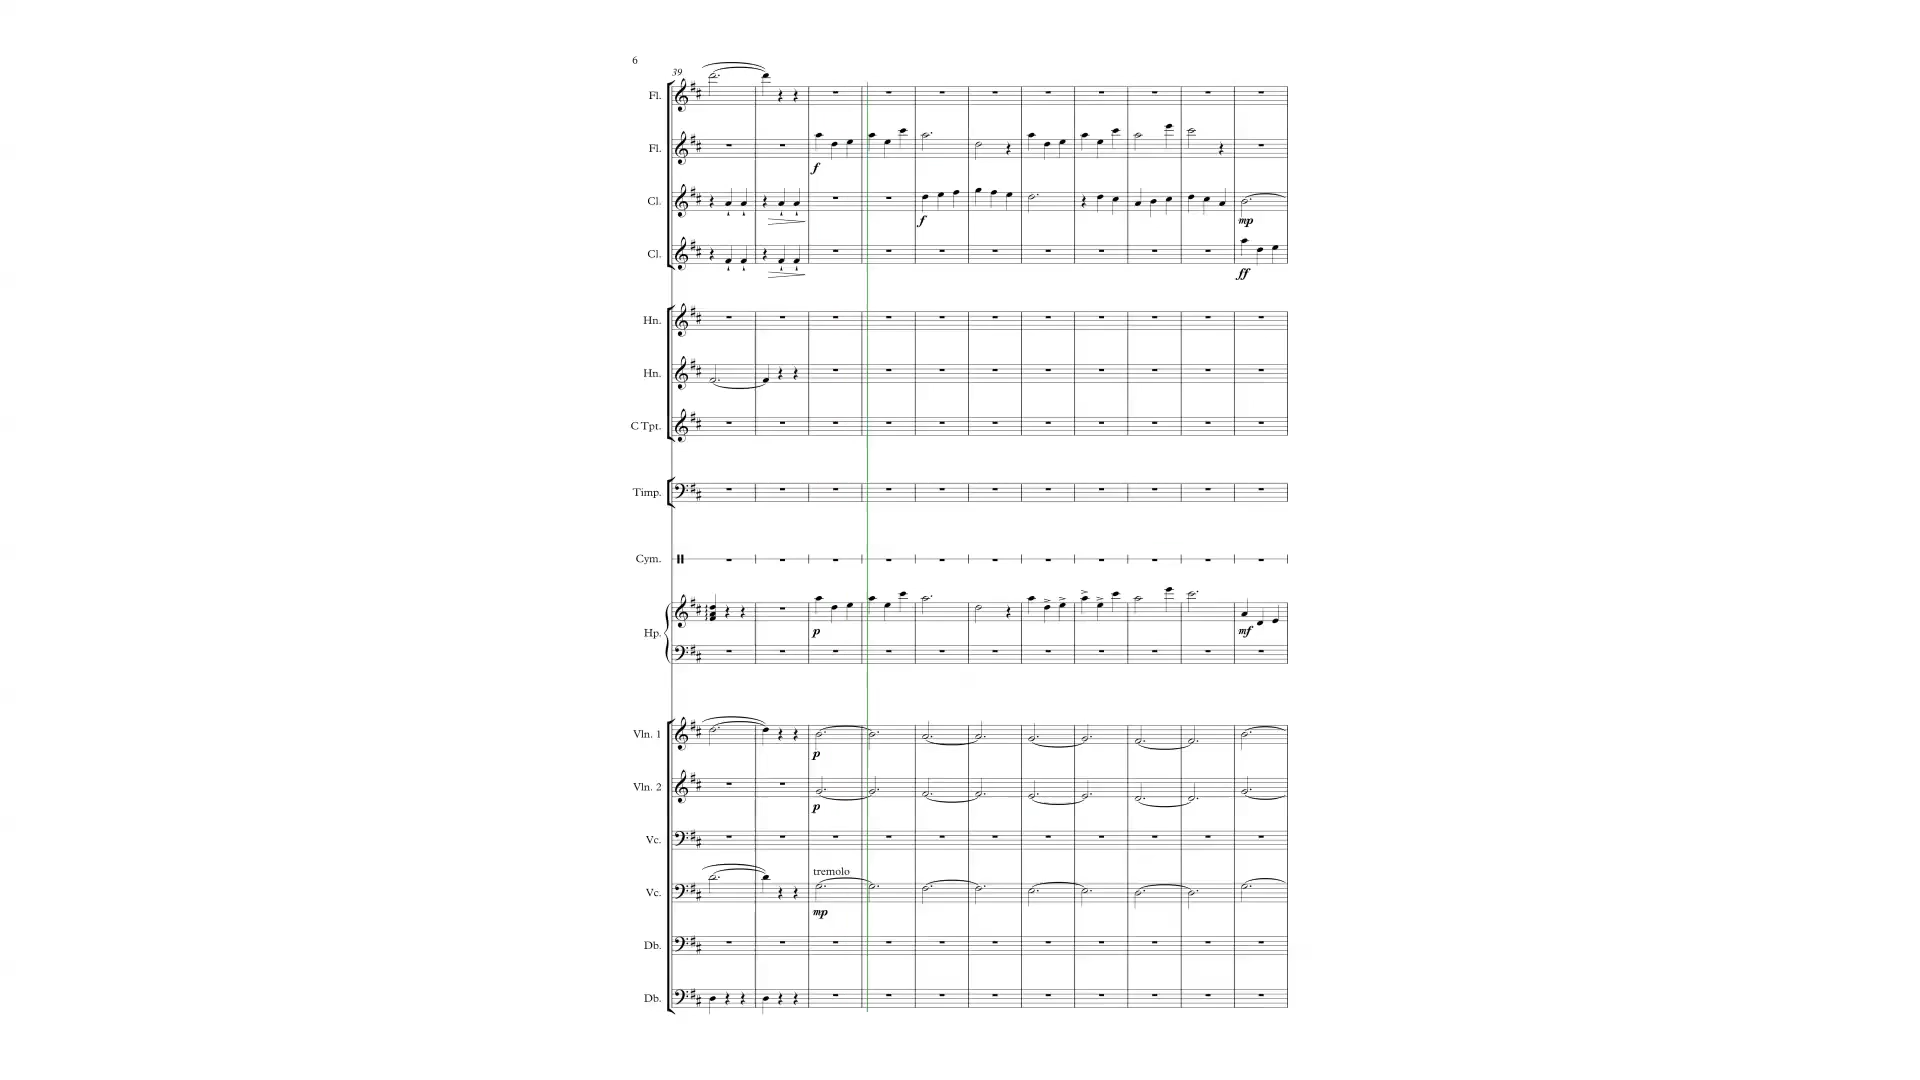 6
39
Fl.
Fl.
f
Cl.
f
mp
Cl.
ff
Hn.
Hn.
C Tpt.
Timp.
Cym.
Hp.
p
mf
Vln. 1
p
Vln. 2
p
Vc.
tremolo
Vc.
mp
Db.
Db.